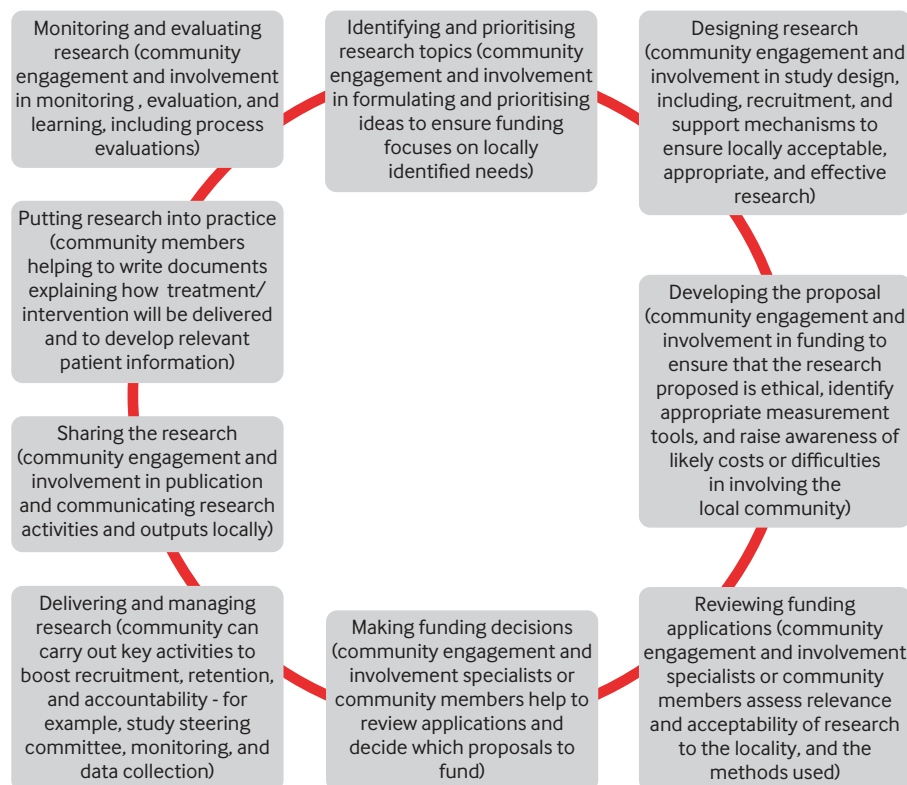 Monitoring and evaluating
research (community
engagement and involvement
in monitoring , evaluation, and
learning, including process
evaluations)
Identifying and prioritising
research topics (community
engagement and involvement
in formulating and prioritising
ideas to ensure funding
focuses on locally
identified needs)
Designing research
(community engagement and
involvement in study design,
including, recruitment, and
support mechanisms to
ensure locally acceptable,
appropriate, and effective
research)
Developing the proposal
(community engagement and
involvement in funding to
ensure that the research
proposed is ethical, identify
appropriate measurement
tools, and raise awareness of
likely costs or difficulties
in involving the
local community)
Reviewing funding
applications (community
engagement and involvement
specialists or community
members assess relevance
and acceptability of research
to the locality, and the
methods used)
Making funding decisions
(community engagement and
involvement specialists or
community members help to
review applications and
decide which proposals to
fund)
Delivering and managing
research (community can
carry out key activities to
boost recruitment, retention,
and accountability - for
example, study steering
committee, monitoring, and
data collection)
Sharing the research
(community engagement and
involvement in publication
and communicating research
activities and outputs locally)
Putting research into practice
(community members
helping to write documents
explaining how treatment/
intervention will be delivered
and to develop relevant
patient information)